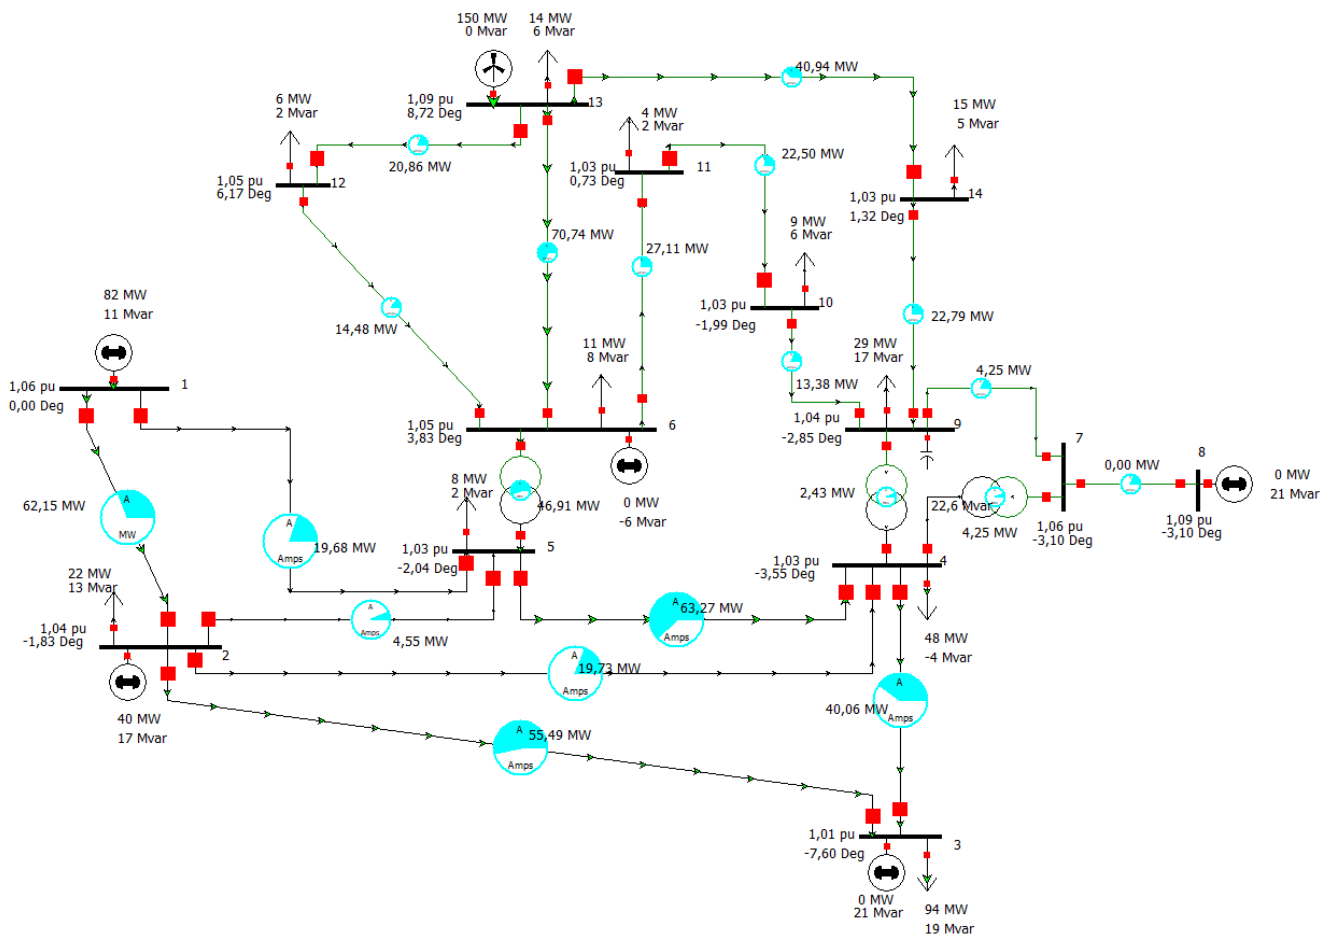 150 MW
0 Mvar
14 MW
6 Mvar
40,94 MW
1,09 pu
8,72 Deg
13
6 MW
2 Mvar
20,86 MW
4 MW
2 Mvar
22,50 MW
15 MW
5 Mvar
1,05 pu
6,17 Deg
12
1,03 pu
0,73 Deg
11
1,03 pu
1,32 Deg
14
70,74 MW
27,11 MW
9 MW
6 Mvar
14,48 MW
1,03 pu
-1,99 Deg
10
22,79 MW
82 MW
11 Mvar
11 MW
8 Mvar
29 MW
17 Mvar
13,38 MW
4,25 MW
1,06 pu
0,00 Deg
1
1,05 pu
3,83 Deg
6
1,04 pu
-2,85 Deg
9
7
8
0,00 MW
0 MW
21 Mvar
62,15 MW
A
MW
A
Amps
19,68 MW
8 MW
2 Mvar
46,91 MW
0 MW
-6 Mvar
2,43 MW
22,6 Mvar
4,25 MW
1,06 pu
-3,10 Deg
1,09 pu
-3,10 Deg
1,03 pu
-2,04 Deg
5
1,03 pu
-3,55 Deg
4
22 MW
13 Mvar
A
Amps
4,55 MW
A
Amps
63,27 MW
1,04 pu
-1,83 Deg
2
48 MW
-4 Mvar
A
Amps
19,73 MW
A
Amps
40,06 MW
40 MW
17 Mvar
A
Amps
55,49 MW
1,01 pu
-7,60 Deg
3
0 MW
21 Mvar
94 MW
19 Mvar